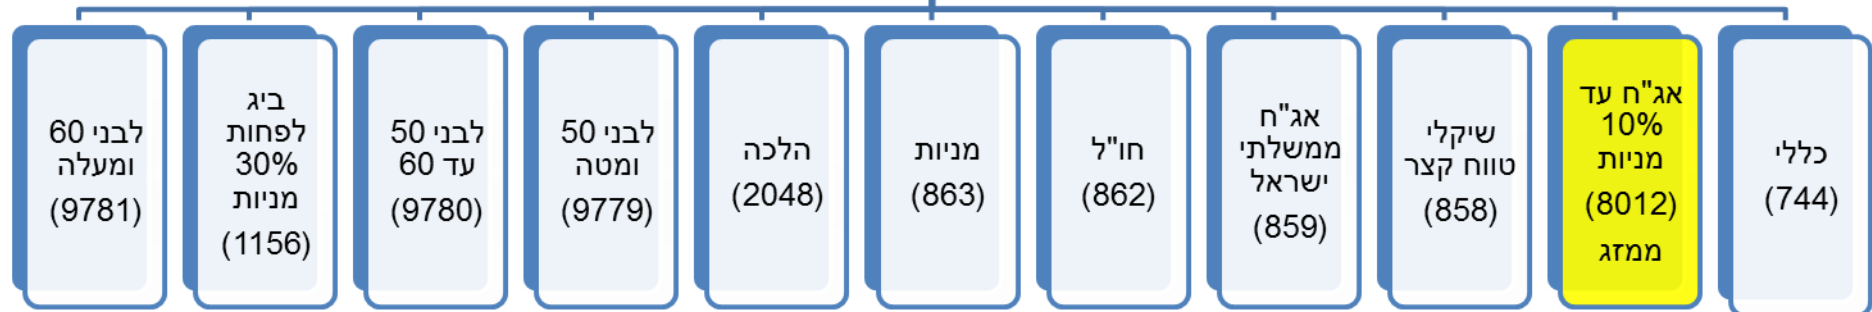 כללי
(744)
אג"ח עד
10%
מניות
(8012)
ממזג
שיקלי
טווח קצר
(858)
אג"ח
ממשלתי
ישראל
(859)
חו"ל
(862)
מניות
(863)
הלכה
(2048)
לבני 50
ומטה
(9779)
לבני 50
עד 60
(9780)
ביג
לפחות
30%
מניות
(1156)
לבני 60
ומעלה
(9781)